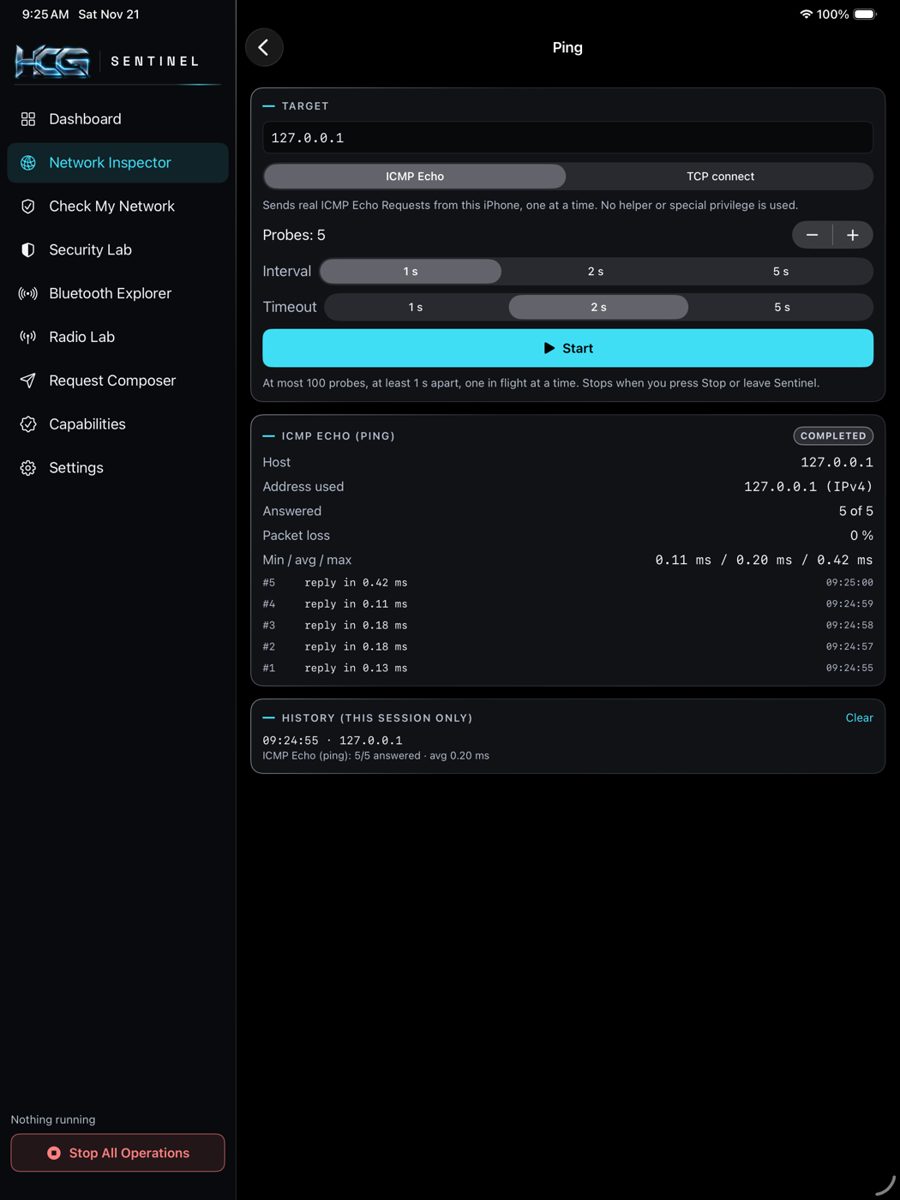 9:25 AM Sat Nov 21
100%
HCG SENTINEL
Dashboard
Network Inspector
Check My Network
Security Lab
Bluetooth Explorer
Radio Lab
Request Composer
Capabilities
Settings
Nothing running
Stop All Operations
Ping
TARGET
127.0.0.1
ICMP Echo TCP connect
Sends real ICMP Echo Requests from this iPhone, one at a time. No helper or special privilege is used.
Probes: 5
Interval 1 s 2 s 5 s
Timeout 1 s 2 s 5 s
Start
At most 100 probes, at least 1 s apart, one in flight at a time. Stops when you press Stop or leave Sentinel.
ICMP ECHO (PING) COMPLETED
Host 127.0.0.1
Address used 127.0.0.1 (IPv4)
Answered 5 of 5
Packet loss 0 %
Min / avg / max 0.11 ms / 0.20 ms / 0.42 ms
#5 reply in 0.42 ms 09:25:00
#4 reply in 0.11 ms 09:24:59
#3 reply in 0.18 ms 09:24:58
#2 reply in 0.18 ms 09:24:57
#1 reply in 0.13 ms 09:24:55
HISTORY (THIS SESSION ONLY) Clear
09:24:55 · 127.0.0.1
ICMP Echo (ping): 5/5 answered · avg 0.20 ms